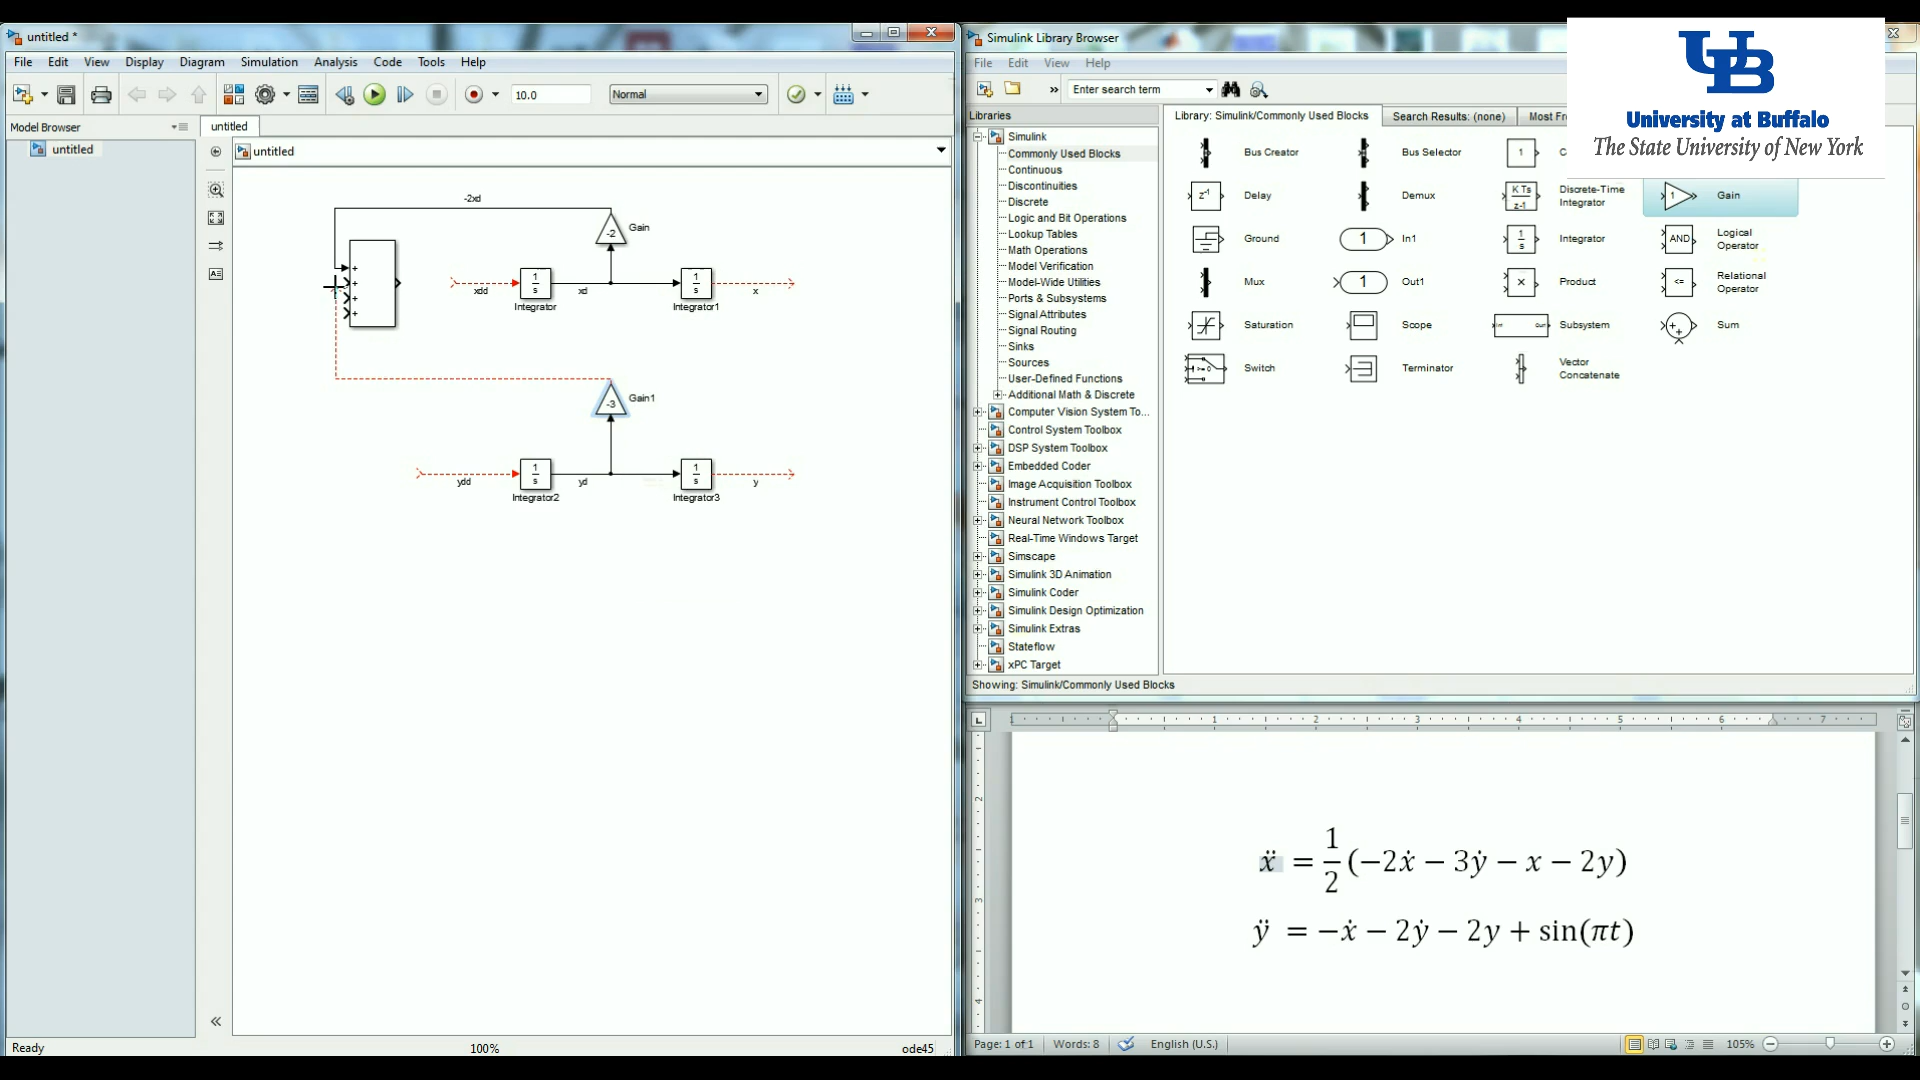 untitled *
File Edit View Display Diagram Simulation Analysis Code Tools Help
10.0
Normal
Model Browser
untitled
untitled
untitled
-2xd
-2
Gain
+
+
+
+
xdd
1
s
Integrator
xd
1
s
Integrator1
x
-3
Gain1
ydd
1
s
Integrator2
yd
1
s
Integrator3
y
Ready
100%
ode45
Simulink Library Browser
File Edit View Help
» Enter search term
Libraries
Simulink
Commonly Used Blocks
Continuous
Discontinuities
Discrete
Logic and Bit Operations
Lookup Tables
Math Operations
Model Verification
Model-Wide Utilities
Ports & Subsystems
Signal Attributes
Signal Routing
Sinks
Sources
User-Defined Functions
Additional Math & Discrete
Computer Vision System To...
Control System Toolbox
DSP System Toolbox
Embedded Coder
Image Acquisition Toolbox
Instrument Control Toolbox
Neural Network Toolbox
Real-Time Windows Target
Simscape
Simulink 3D Animation
Simulink Coder
Simulink Design Optimization
Simulink Extras
Stateflow
xPC Target
Library: Simulink/Commonly Used Blocks Search Results: (none) Most Fr
Bus Creator Bus Selector 1 C
Delay Demux Discrete-Time Integrator Gain
Ground In1 Integrator Logical Operator
Mux Out1 Product Relational Operator
Saturation Scope Subsystem Sum
Switch Terminator Vector Concatenate
Showing: Simulink/Commonly Used Blocks
UB
University at Buffalo
The State University of New York
ẍ = 1/2 (−2ẋ − 3ẏ − x − 2y)
ÿ = −ẋ − 2ẏ − 2y + sin(πt)
Page: 1 of 1 Words: 8 English (U.S.) 105%